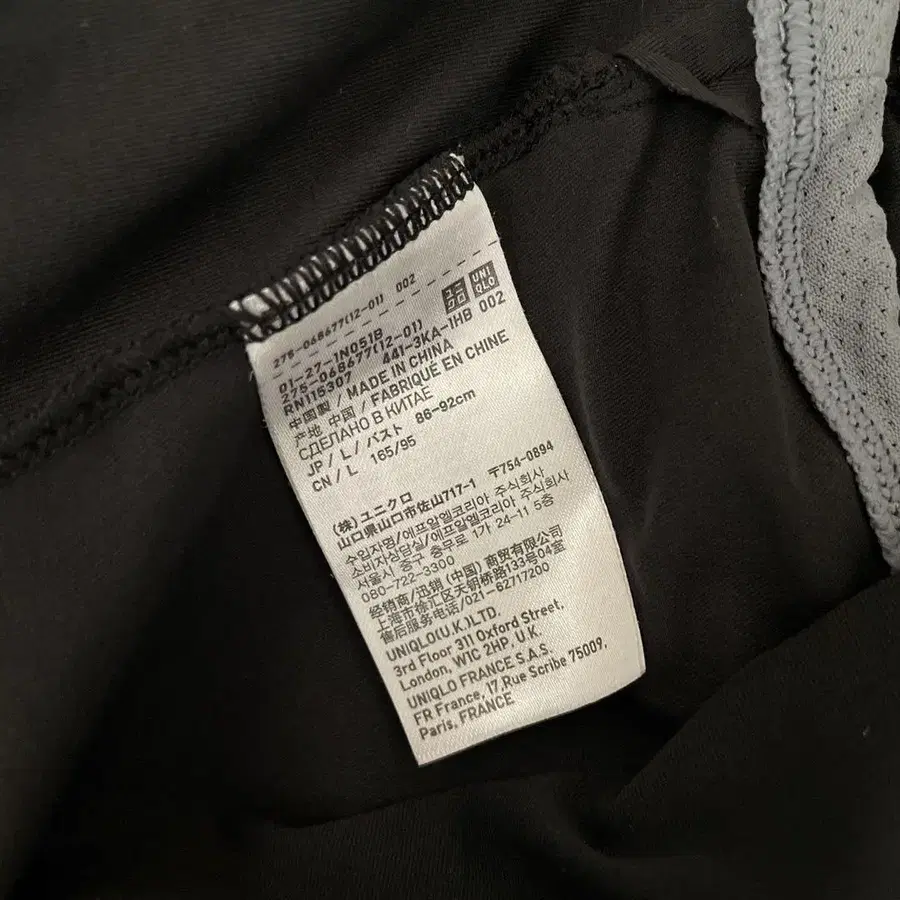 275-068677(12-01) 002
ユニクロ UNIQLO
01-27-1N051B
275-068677(12-01) 441-3KA-1HB 002
RN115307
中国製 / MADE IN CHINA
产地 中国 / FABRIQUE EN CHINE
СДЕЛАНО В КИТАЕ
JP / L / バスト 86-92cm
CN / L 165/95
(株)ユニクロ
山口県山口市佐山717-1 〒754-0894
수입자명/에프알엘코리아 주식회사
소비자상담실/에프알엘코리아 주식회사
서울시 중구 충무로 1가 24-11 5층
080-722-3300
经销商/迅销 (中国) 商贸有限公司
上海市徐汇区天钥桥路133号04室
售后服务电话/021-62717200
UNIQLO(U.K.)LTD.
3rd Floor 311 Oxford Street,
London, W1C 2HP, U.K.
UNIQLO FRANCE S.A.S.
FR France, 17,Rue Scribe 75009,
Paris, FRANCE